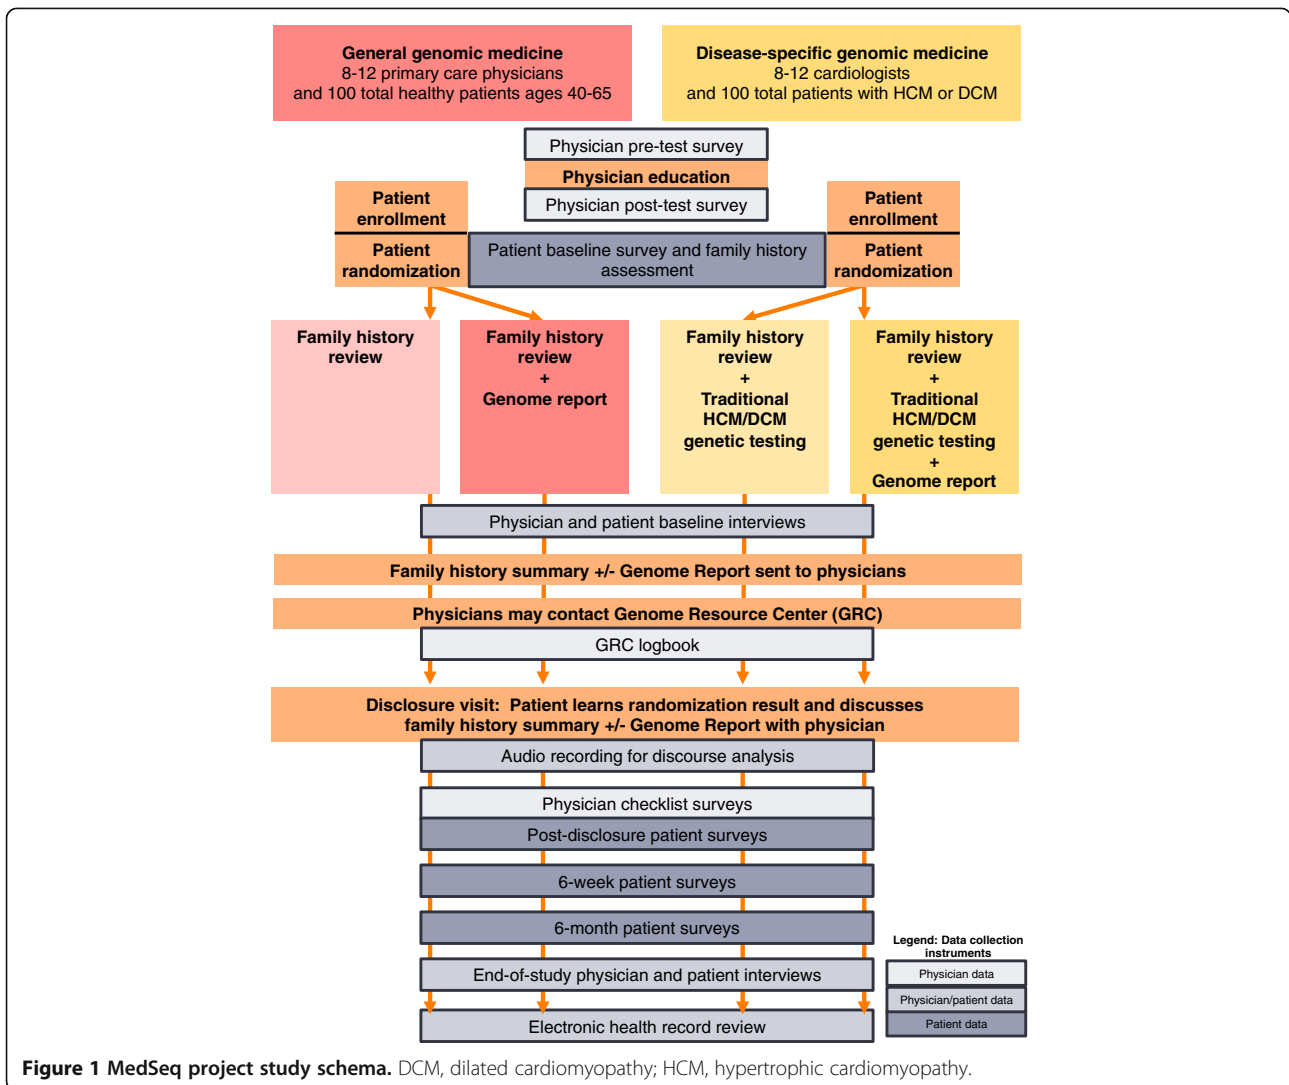 General genomic medicine
8-12 primary care physicians
and 100 total healthy patients ages 40-65
Disease-specific genomic medicine
8-12 cardiologists
and 100 total patients with HCM or DCM
Physician pre-test survey
Physician education
Physician post-test survey
Patient
enrollment
Patient
randomization
Patient baseline survey and family history
assessment
Patient
enrollment
Patient
randomization
Family history
review
Family history
review
+
Genome report
Family history
review
+
Traditional
HCM/DCM
genetic testing
Family history
review
+
Traditional
HCM/DCM
genetic testing
+
Genome report
Physician and patient baseline interviews
Family history summary +/- Genome Report sent to physicians
Physicians may contact Genome Resource Center (GRC)
GRC logbook
Disclosure visit: Patient learns randomization result and discusses
family history summary +/- Genome Report with physician
Audio recording for discourse analysis
Physician checklist surveys
Post-disclosure patient surveys
6-week patient surveys
6-month patient surveys
End-of-study physician and patient interviews
Electronic health record review
Legend: Data collection
instruments
Physician data
Physician/patient data
Patient data
Figure 1 MedSeq project study schema. DCM, dilated cardiomyopathy; HCM, hypertrophic cardiomyopathy.